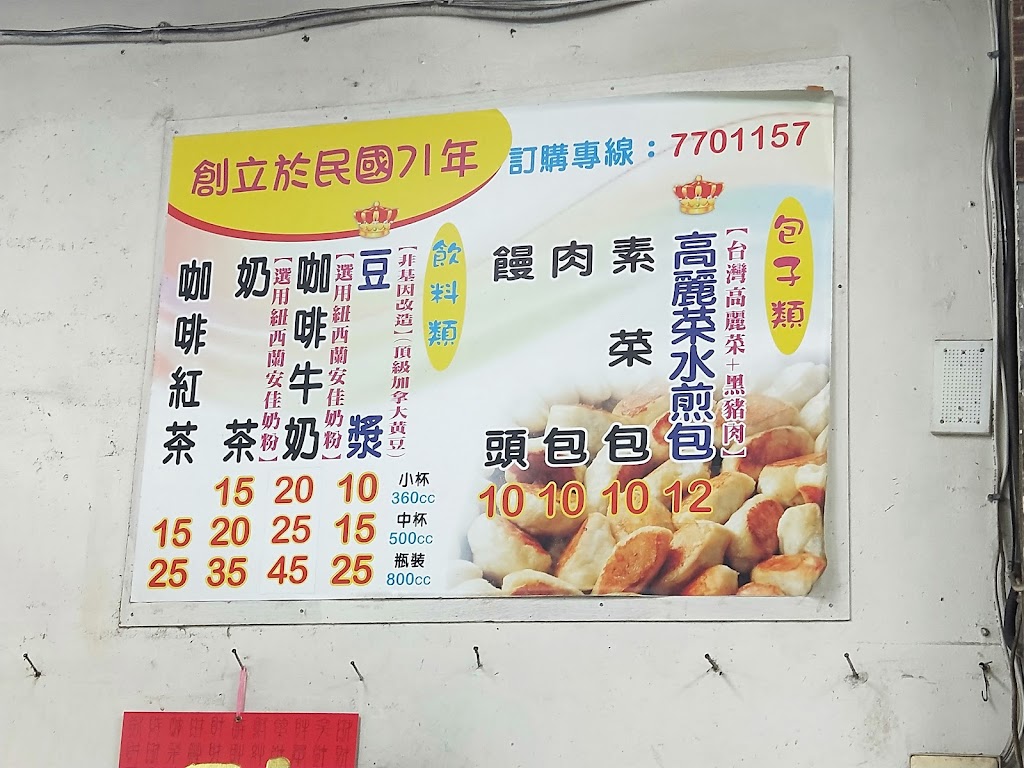 創立於民國71年
訂購專線：7701157
包子類
【台灣高麗菜+黑豬肉】
高麗菜水煎包 12
素菜包 10
肉包 10
饅頭 10
飲料類
【非基因改造】(頂級加拿大黃豆)
豆漿 10 15 25
【選用紐西蘭安佳奶粉】
咖啡牛奶 20 25 45
【選用紐西蘭安佳奶粉】
奶茶 15 20 35
咖啡紅茶 15 25
小杯 360cc
中杯 500cc
瓶裝 800cc